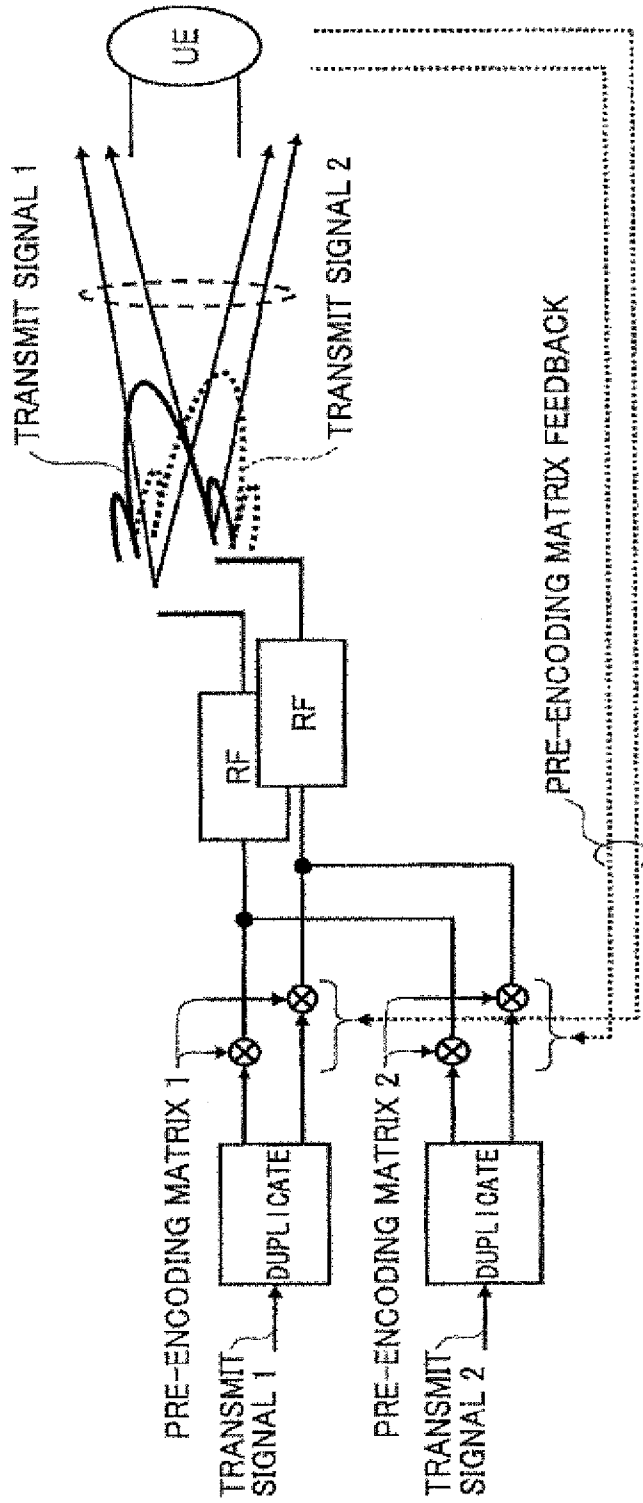 TRANSMIT
SIGNAL 1
PRE-ENCODING MATRIX 1
DUPLICATE
TRANSMIT
SIGNAL 2
PRE-ENCODING MATRIX 2
DUPLICATE
RF
RF
TRANSMIT SIGNAL 1
TRANSMIT SIGNAL 2
UE
PRE-ENCODING MATRIX FEEDBACK